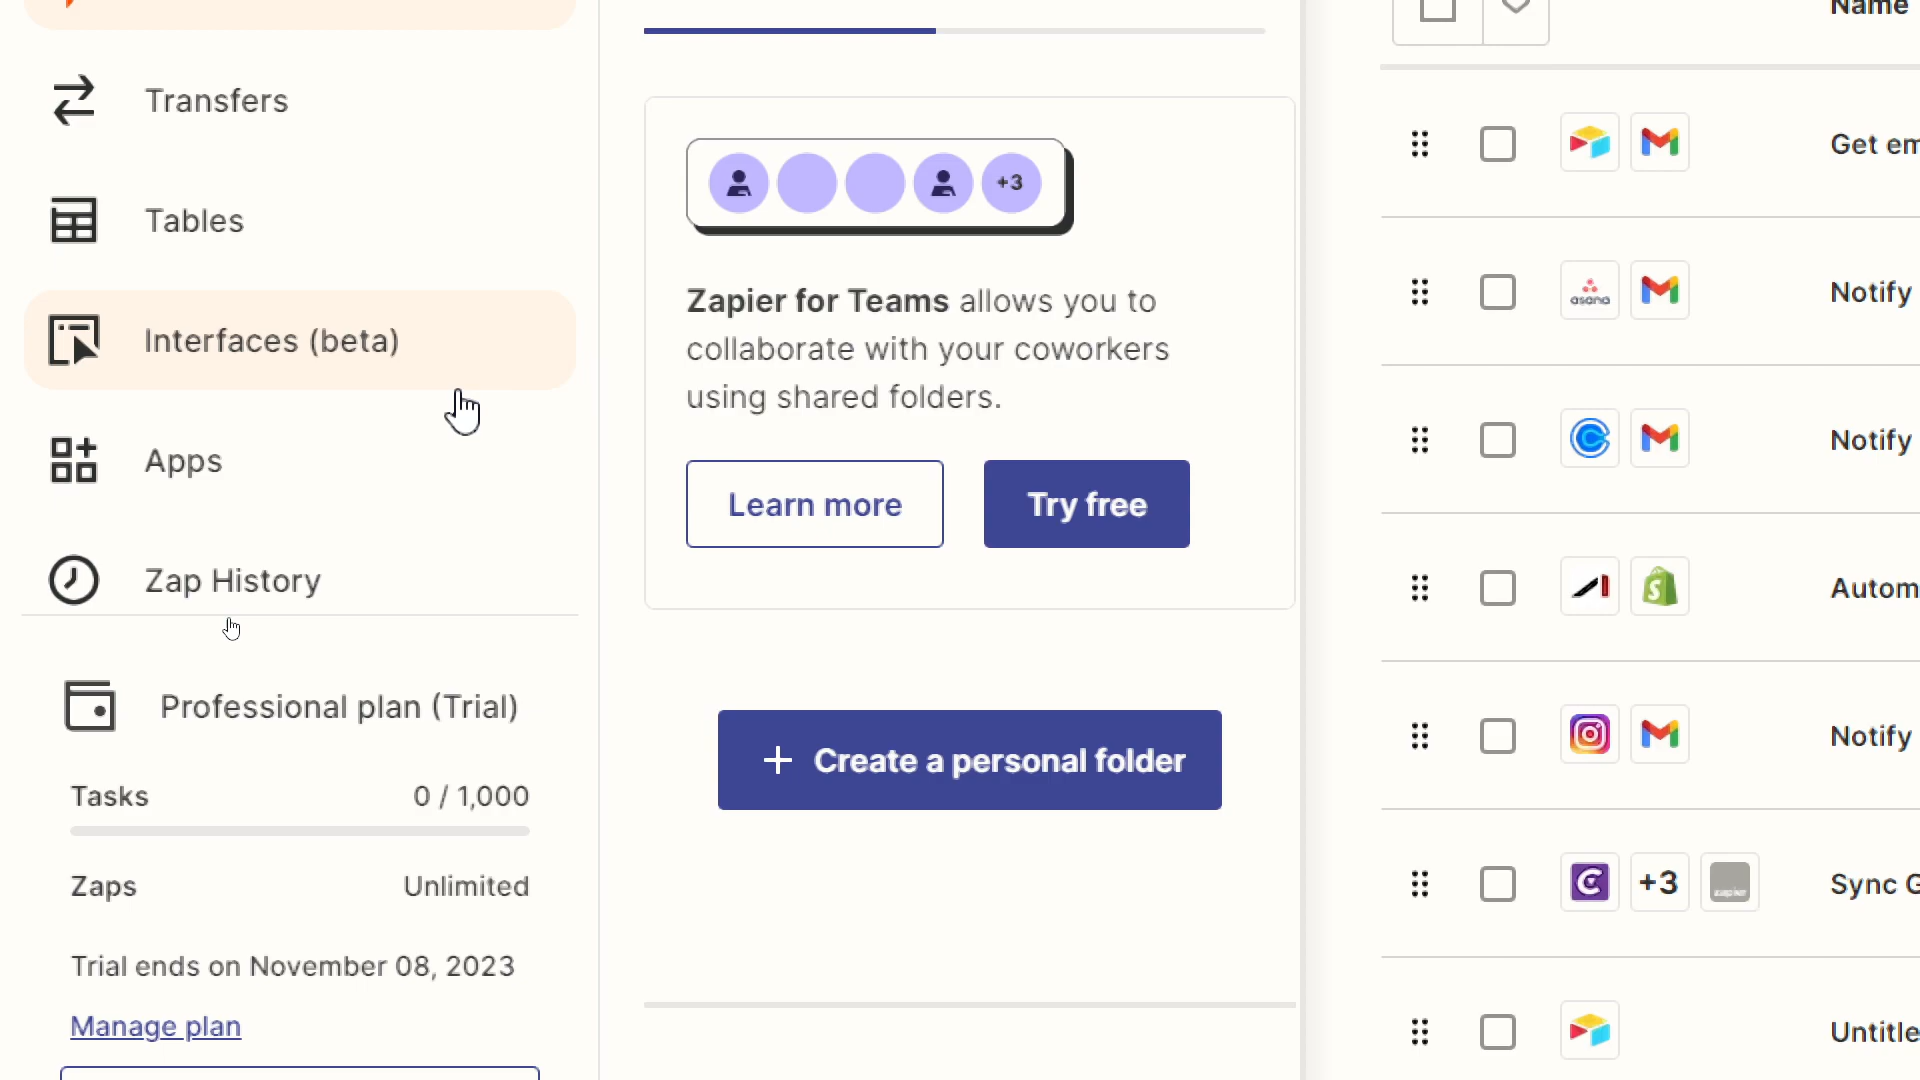 Transfers
Tables
Interfaces (beta)
Apps
Zap History
Professional plan (Trial)
Tasks 0 / 1,000
Zaps Unlimited
Trial ends on November 08, 2023
Manage plan
+3
Zapier for Teams allows you to
collaborate with your coworkers
using shared folders.
Learn more
Try free
+ Create a personal folder
Name
Get em
asana
Notify
Notify
Autom
Notify
+3
Sync G
Untitle